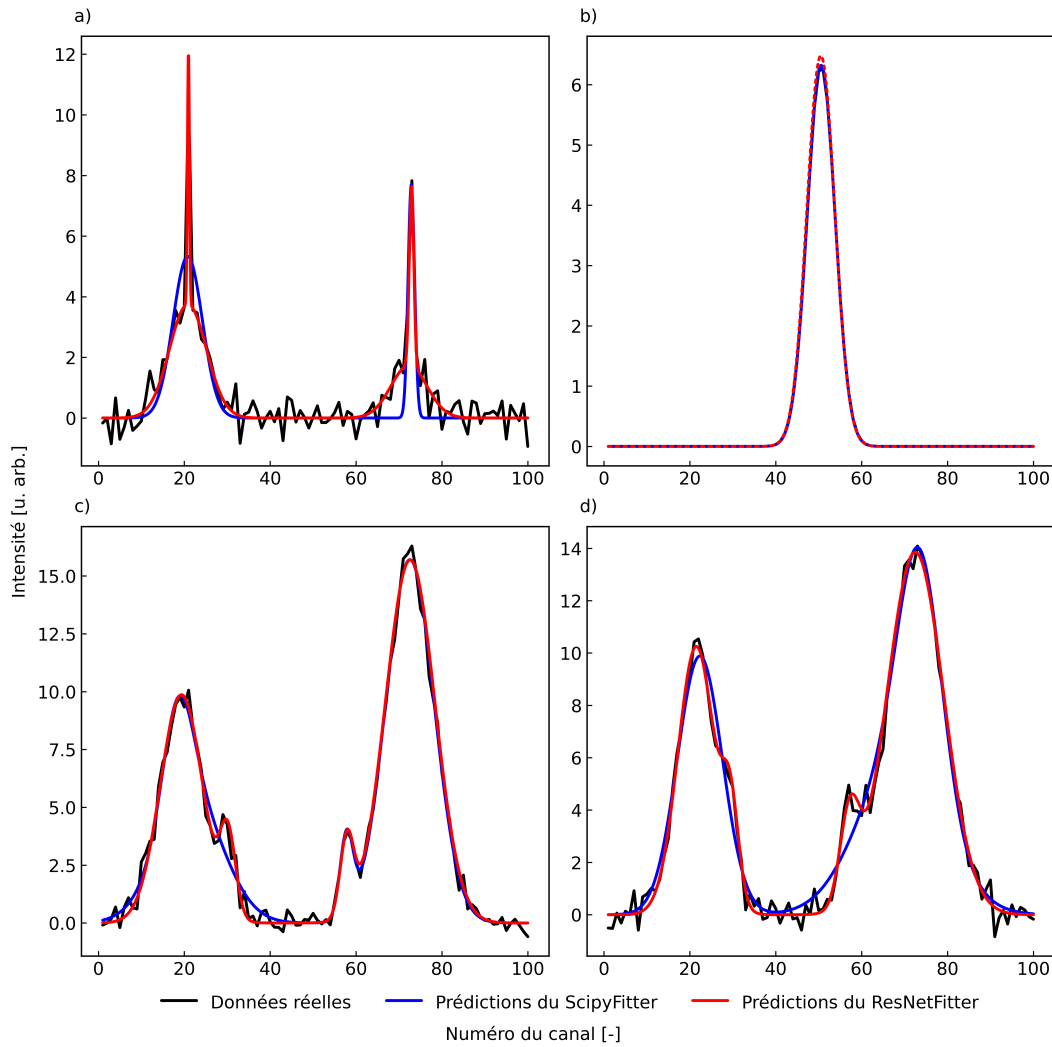 a)
b)
12
10
8
6
4
2
0
0 20 40 60 80 100
6
5
4
3
2
1
0
0 20 40 60 80 100
Intensité [u. arb.]
c)
d)
15.0
12.5
10.0
7.5
5.0
2.5
0.0
0 20 40 60 80 100
14
12
10
8
6
4
2
0
0 20 40 60 80 100
Données réelles Prédictions du ScipyFitter Prédictions du ResNetFitter
Numéro du canal [-]